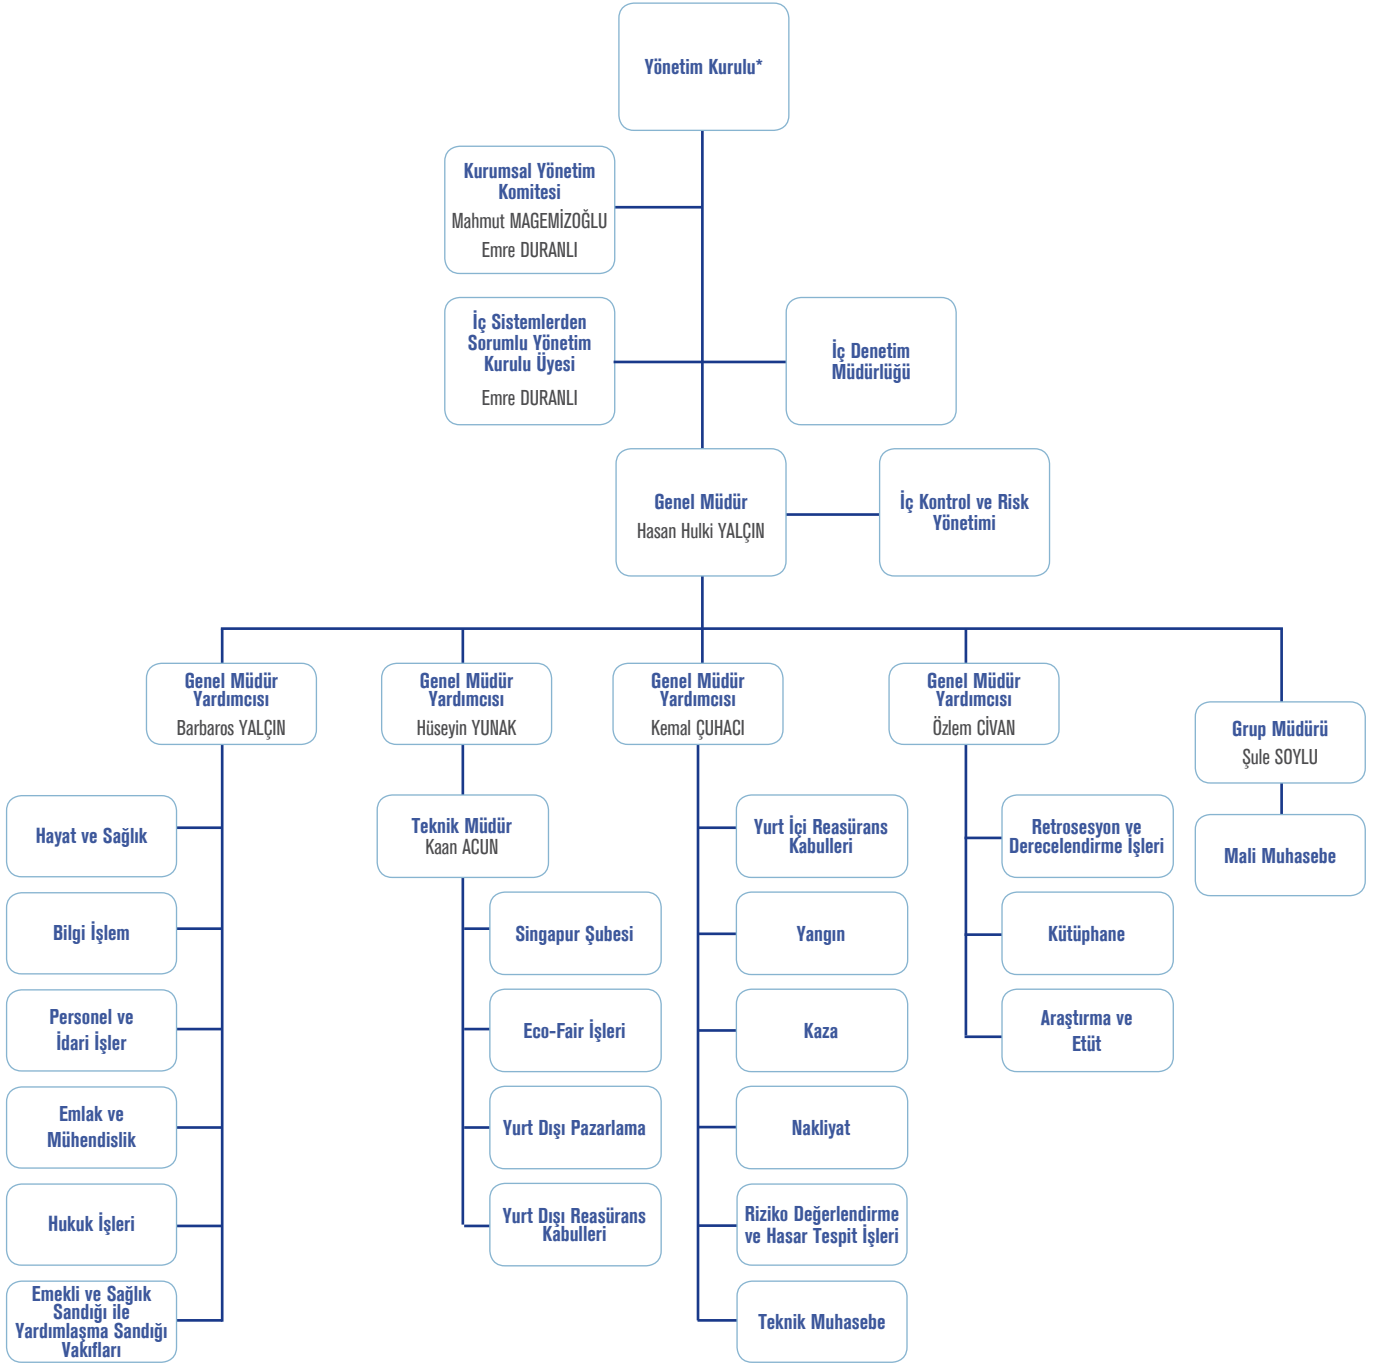 Yönetim Kurulu*
Kurumsal Yönetim
Komitesi
Mahmut MAGEMİZOĞLU
Emre DURANLI
İç Sistemlerden
Sorumlu Yönetim
Kurulu Üyesi
Emre DURANLI
İç Denetim
Müdürlüğü
Genel Müdür
Hasan Hulki YALÇIN
İç Kontrol ve Risk
Yönetimi
Genel Müdür
Yardımcısı
Barbaros YALÇIN
Hayat ve Sağlık
Bilgi İşlem
Personel ve
İdari İşler
Emlak ve
Mühendislik
Hukuk İşleri
Emekli ve Sağlık
Sandığı ile
Yardımlaşma Sandığı
Vakıfları
Genel Müdür
Yardımcısı
Hüseyin YUNAK
Teknik Müdür
Kaan ACUN
Singapur Şubesi
Eco-Fair İşleri
Yurt Dışı Pazarlama
Yurt Dışı Reasürans
Kabulleri
Genel Müdür
Yardımcısı
Kemal ÇUHACI
Yurt İçi Reasürans
Kabulleri
Yangın
Kaza
Nakliyat
Riziko Değerlendirme
ve Hasar Tespit İşleri
Teknik Muhasebe
Genel Müdür
Yardımcısı
Özlem CİVAN
Retrosesyon ve
Derecelendirme İşleri
Kütüphane
Araştırma ve
Etüt
Grup Müdürü
Şule SOYLU
Mali Muhasebe